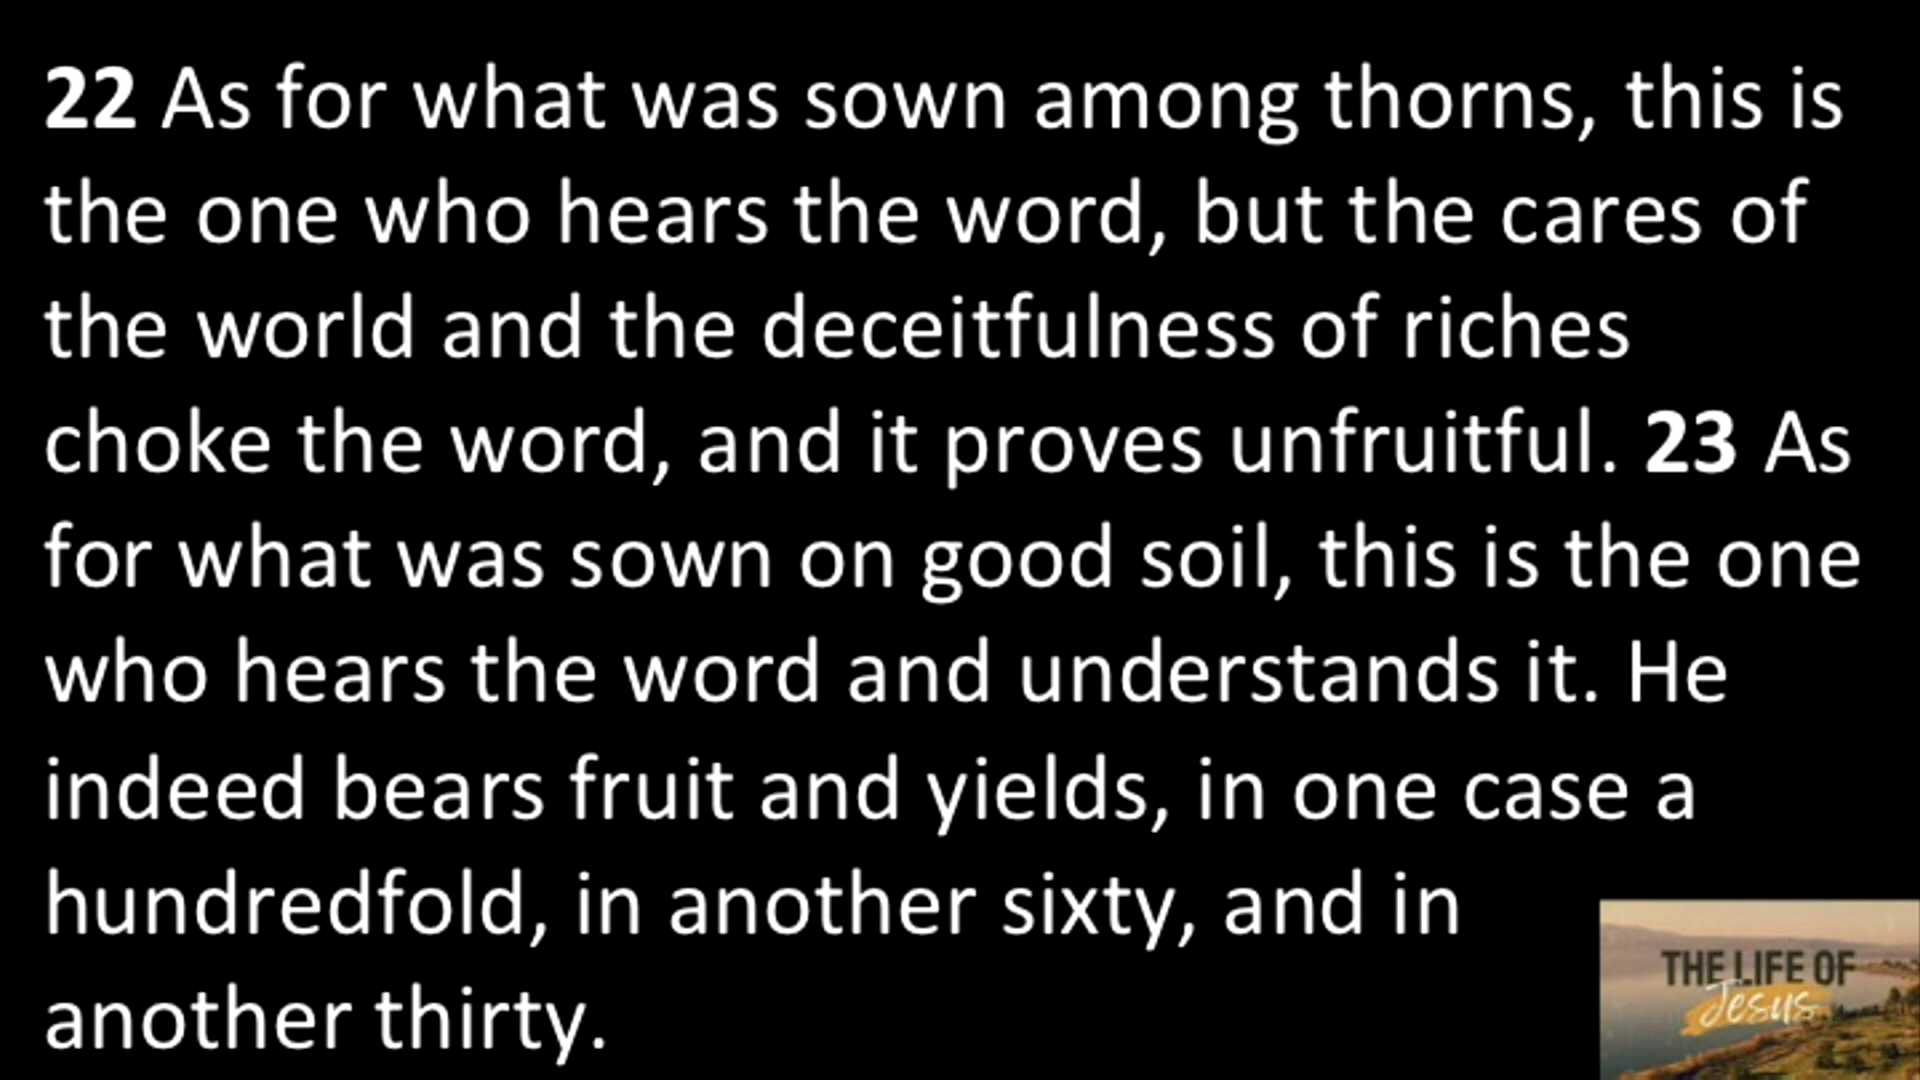 22 As for what was sown among thorns, this is
the one who hears the word, but the cares of
the world and the deceitfulness of riches
choke the word, and it proves unfruitful. 23 As
for what was sown on good soil, this is the one
who hears the word and understands it. He
indeed bears fruit and yields, in one case a
hundredfold, in another sixty, and in
another thirty.
THE LIFE OF
Jesus